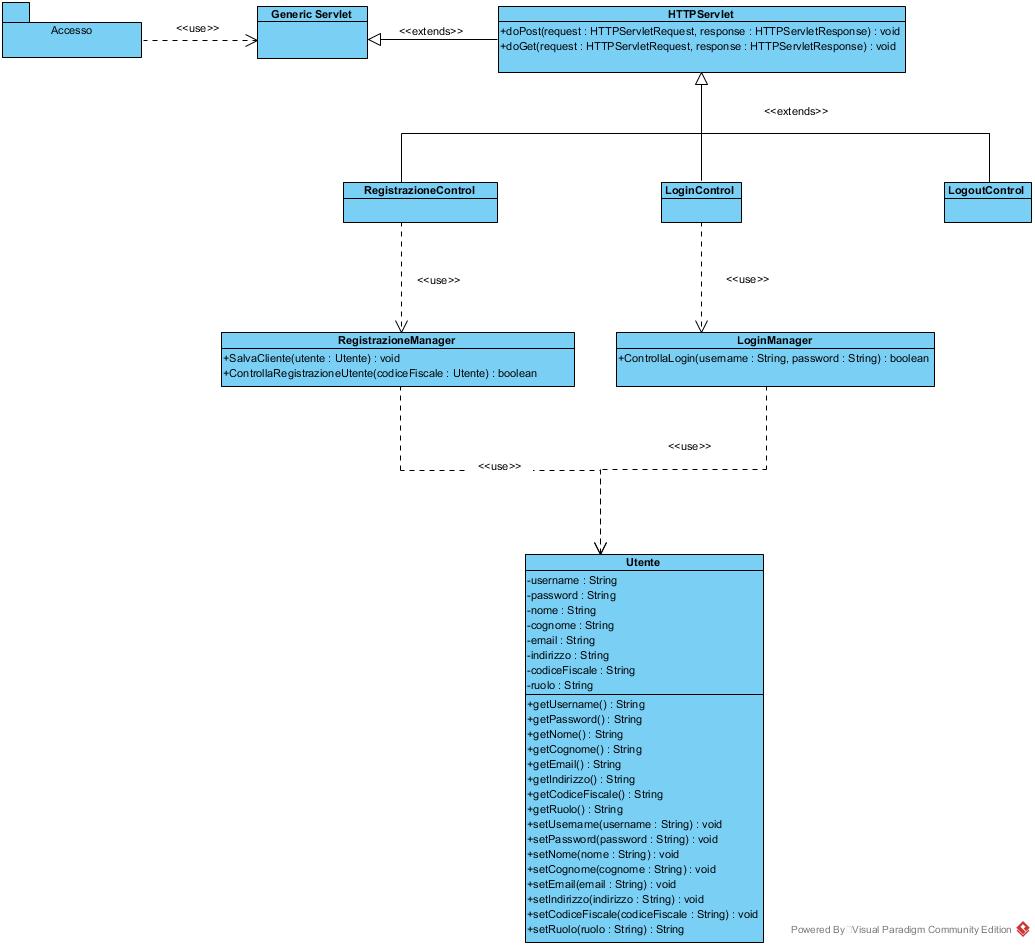 Accesso
<<use>>
Generic Servlet
<<extends>>
HTTPServlet
+doPost(request : HTTPServletRequest, response : HTTPServletResponse) : void
+doGet(request : HTTPServletRequest, response : HTTPServletResponse) : void
<<extends>>
RegistrazioneControl
LoginControl
LogoutControl
<<use>>
<<use>>
RegistrazioneManager
+SalvaCliente(utente : Utente) : void
+ControllaRegistrazioneUtente(codiceFiscale : Utente) : boolean
LoginManager
+ControllaLogin(username : String, password : String) : boolean
<<use>>
<<use>>
Utente
-username : String
-password : String
-nome : String
-cognome : String
-email : String
-indirizzo : String
-codiceFiscale : String
-ruolo : String
+getUsername() : String
+getPassword() : String
+getNome() : String
+getCognome() : String
+getEmail() : String
+getIndirizzo() : String
+getCodiceFiscale() : String
+getRuolo() : String
+setUsername(username : String) : void
+setPassword(password : String) : void
+setNome(nome : String) : void
+setCognome(cognome : String) : void
+setEmail(email : String) : void
+setIndirizzo(indirizzo : String) : void
+setCodiceFiscale(codiceFiscale : String) : void
+setRuolo(ruolo : String) : String
Powered By Visual Paradigm Community Edition